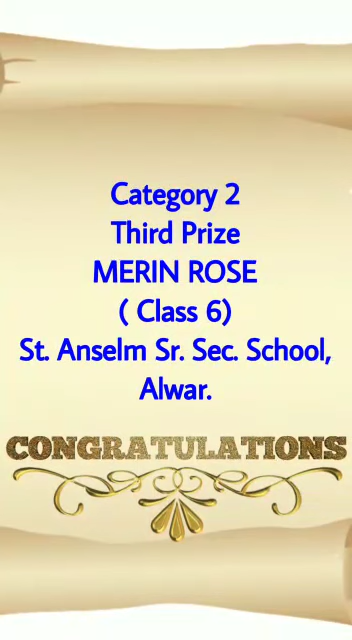 Category 2
Third Prize
MERIN ROSE
( Class 6)
St. Anselm Sr. Sec. School,
Alwar.
CONGRATULATIONS